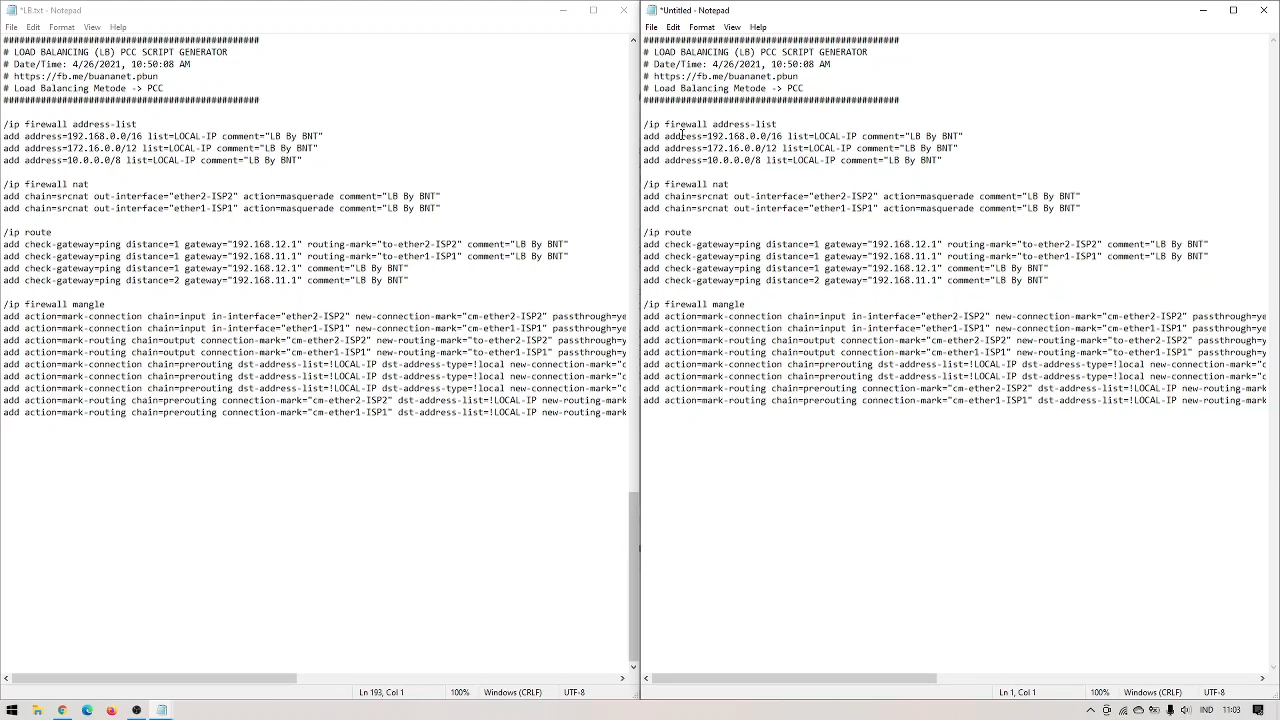 *LB.txt - Notepad
File Edit Format View Help
################################################
# LOAD BALANCING (LB) PCC SCRIPT GENERATOR
# Date/Time: 4/26/2021, 10:50:08 AM
# https://fb.me/buananet.pbun
# Load Balancing Metode -> PCC
################################################
/ip firewall address-list
add address=192.168.0.0/16 list=LOCAL-IP comment="LB By BNT"
add address=172.16.0.0/12 list=LOCAL-IP comment="LB By BNT"
add address=10.0.0.0/8 list=LOCAL-IP comment="LB By BNT"
/ip firewall nat
add chain=srcnat out-interface="ether2-ISP2" action=masquerade comment="LB By BNT"
add chain=srcnat out-interface="ether1-ISP1" action=masquerade comment="LB By BNT"
/ip route
add check-gateway=ping distance=1 gateway="192.168.12.1" routing-mark="to-ether2-ISP2" comment="LB By BNT"
add check-gateway=ping distance=1 gateway="192.168.11.1" routing-mark="to-ether1-ISP1" comment="LB By BNT"
add check-gateway=ping distance=1 gateway="192.168.12.1" comment="LB By BNT"
add check-gateway=ping distance=2 gateway="192.168.11.1" comment="LB By BNT"
/ip firewall mangle
add action=mark-connection chain=input in-interface="ether2-ISP2" new-connection-mark="cm-ether2-ISP2" passthrough=ye
add action=mark-connection chain=input in-interface="ether1-ISP1" new-connection-mark="cm-ether1-ISP1" passthrough=ye
add action=mark-routing chain=output connection-mark="cm-ether2-ISP2" new-routing-mark="to-ether2-ISP2" passthrough=y
add action=mark-routing chain=output connection-mark="cm-ether1-ISP1" new-routing-mark="to-ether1-ISP1" passthrough=y
add action=mark-connection chain=prerouting dst-address-list=!LOCAL-IP dst-address-type=!local new-connection-mark="c
add action=mark-connection chain=prerouting dst-address-list=!LOCAL-IP dst-address-type=!local new-connection-mark="c
add action=mark-connection chain=prerouting dst-address-list=!LOCAL-IP dst-address-type=!local new-connection-mark="c
add action=mark-routing chain=prerouting connection-mark="cm-ether2-ISP2" dst-address-list=!LOCAL-IP new-routing-mark
add action=mark-routing chain=prerouting connection-mark="cm-ether1-ISP1" dst-address-list=!LOCAL-IP new-routing-mark
Ln 193, Col 1 100% Windows (CRLF) UTF-8
*Untitled - Notepad
File Edit Format View Help
################################################
# LOAD BALANCING (LB) PCC SCRIPT GENERATOR
# Date/Time: 4/26/2021, 10:50:08 AM
# https://fb.me/buananet.pbun
# Load Balancing Metode -> PCC
################################################
/ip firewall address-list
add address=192.168.0.0/16 list=LOCAL-IP comment="LB By BNT"
add address=172.16.0.0/12 list=LOCAL-IP comment="LB By BNT"
add address=10.0.0.0/8 list=LOCAL-IP comment="LB By BNT"
/ip firewall nat
add chain=srcnat out-interface="ether2-ISP2" action=masquerade comment="LB By BNT"
add chain=srcnat out-interface="ether1-ISP1" action=masquerade comment="LB By BNT"
/ip route
add check-gateway=ping distance=1 gateway="192.168.12.1" routing-mark="to-ether2-ISP2" comment="LB By BNT"
add check-gateway=ping distance=1 gateway="192.168.11.1" routing-mark="to-ether1-ISP1" comment="LB By BNT"
add check-gateway=ping distance=1 gateway="192.168.12.1" comment="LB By BNT"
add check-gateway=ping distance=2 gateway="192.168.11.1" comment="LB By BNT"
/ip firewall mangle
add action=mark-connection chain=input in-interface="ether2-ISP2" new-connection-mark="cm-ether2-ISP2" passthrough=ye
add action=mark-connection chain=input in-interface="ether1-ISP1" new-connection-mark="cm-ether1-ISP1" passthrough=ye
add action=mark-routing chain=output connection-mark="cm-ether2-ISP2" new-routing-mark="to-ether2-ISP2" passthrough=y
add action=mark-routing chain=output connection-mark="cm-ether1-ISP1" new-routing-mark="to-ether1-ISP1" passthrough=y
add action=mark-connection chain=prerouting dst-address-list=!LOCAL-IP dst-address-type=!local new-connection-mark="c
add action=mark-connection chain=prerouting dst-address-list=!LOCAL-IP dst-address-type=!local new-connection-mark="c
add action=mark-routing chain=prerouting connection-mark="cm-ether2-ISP2" dst-address-list=!LOCAL-IP new-routing-mark
add action=mark-routing chain=prerouting connection-mark="cm-ether1-ISP1" dst-address-list=!LOCAL-IP new-routing-mark
Ln 1, Col 1 100% Windows (CRLF) UTF-8
IND 11:03